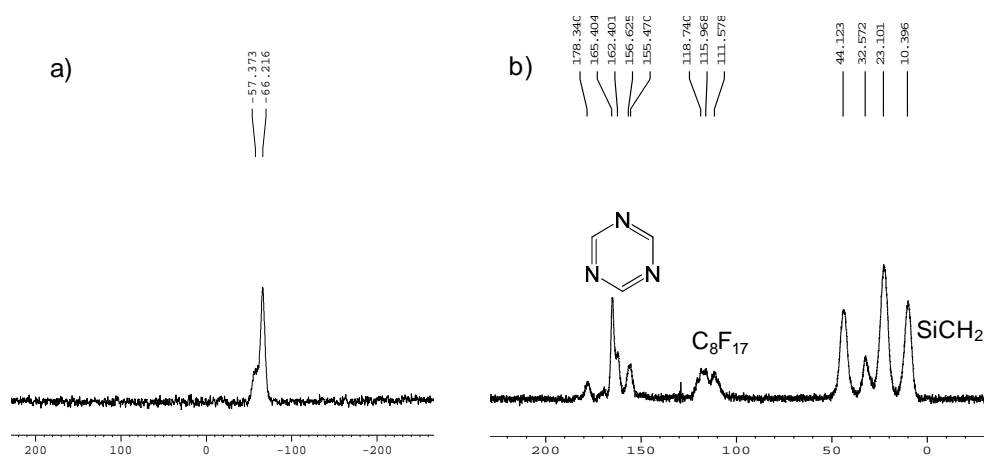 a)
-57.373
-66.216
200 100 0 -100 -200
b)
178.340
165.404
162.401
156.625
155.470
118.740
115.968
111.578
44.123
32.572
23.101
10.396
N
N N
C₈F₁₇
SiCH₂
200 150 100 50 0